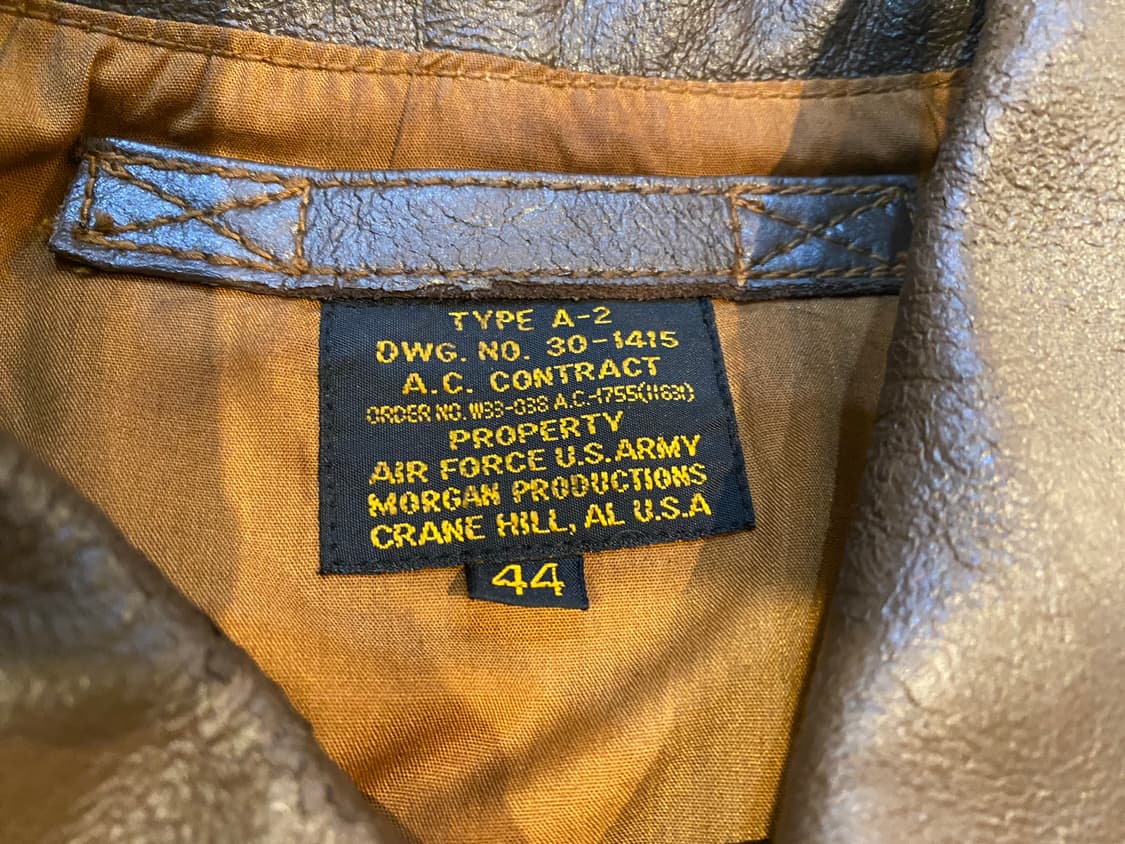 TYPE A-2
DWG. NO. 30-1415
A.C. CONTRACT
ORDER NO. W33-038 A.C.-1755(11631)
PROPERTY
AIR FORCE U.S. ARMY
MORGAN PRODUCTIONS
CRANE HILL, AL U.S.A
44